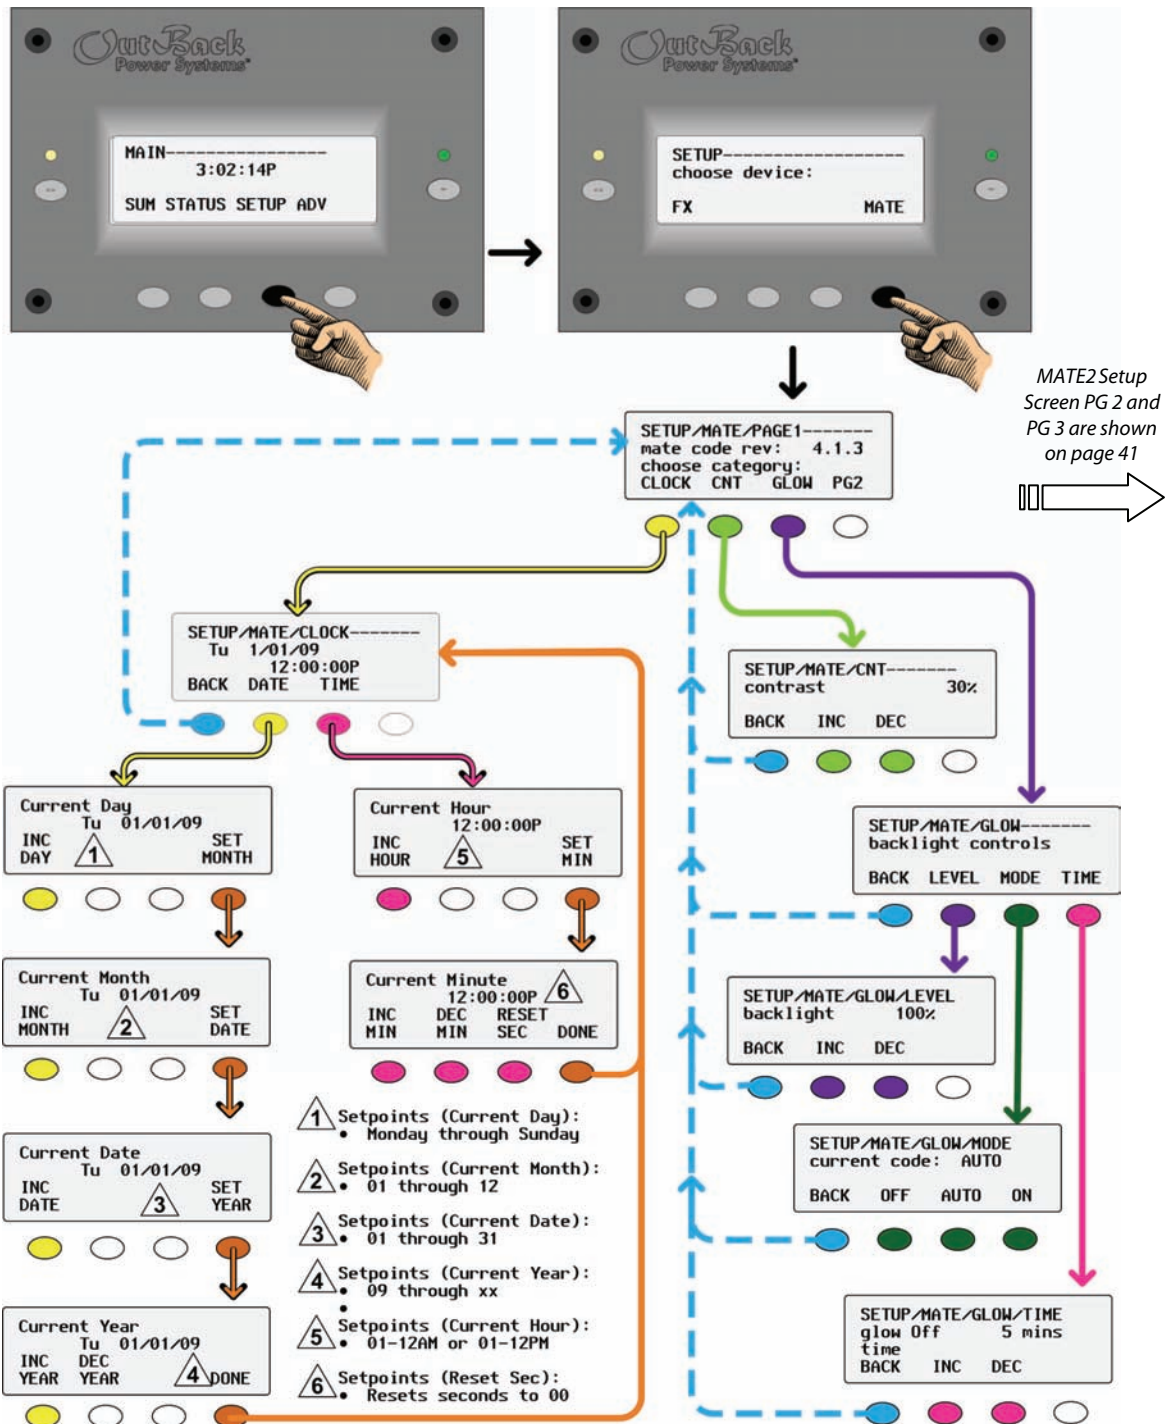 OutBack
Power Systems
MAIN-----------------
3:02:14P
SUM STATUS SETUP ADV
OutBack
Power Systems
SETUP-------------------
choose device:
FX MATE
MATE2 Setup
Screen PG 2 and
PG 3 are shown
on page 41
SETUP/MATE/PAGE1-------
mate code rev: 4.1.3
choose category:
CLOCK CNT GLOW PG2
SETUP/MATE/CLOCK-------
Tu 1/01/09
12:00:00P
BACK DATE TIME
SETUP/MATE/CNT-------
contrast 30%
BACK INC DEC
Current Day
Tu 01/01/09
INC SET
DAY 1 MONTH
Current Hour
12:00:00P
INC SET
HOUR 5 MIN
SETUP/MATE/GLOW-------
backlight controls
BACK LEVEL MODE TIME
Current Month
Tu 01/01/09
INC SET
MONTH 2 DATE
Current Minute
12:00:00P 6
INC DEC RESET
MIN MIN SEC DONE
SETUP/MATE/GLOW/LEVEL
backlight 100%
BACK INC DEC
Current Date
Tu 01/01/09
INC SET
DATE 3 YEAR
1 Setpoints (Current Day):
• Monday through Sunday
2 Setpoints (Current Month):
• 01 through 12
3 Setpoints (Current Date):
• 01 through 31
4 Setpoints (Current Year):
• 09 through xx
•
5 Setpoints (Current Hour):
• 01-12AM or 01-12PM
6 Setpoints (Reset Sec):
• Resets seconds to 00
SETUP/MATE/GLOW/MODE
current code: AUTO
BACK OFF AUTO ON
Current Year
Tu 01/01/09
INC DEC
YEAR YEAR 4 DONE
SETUP/MATE/GLOW/TIME
glow Off 5 mins
time
BACK INC DEC